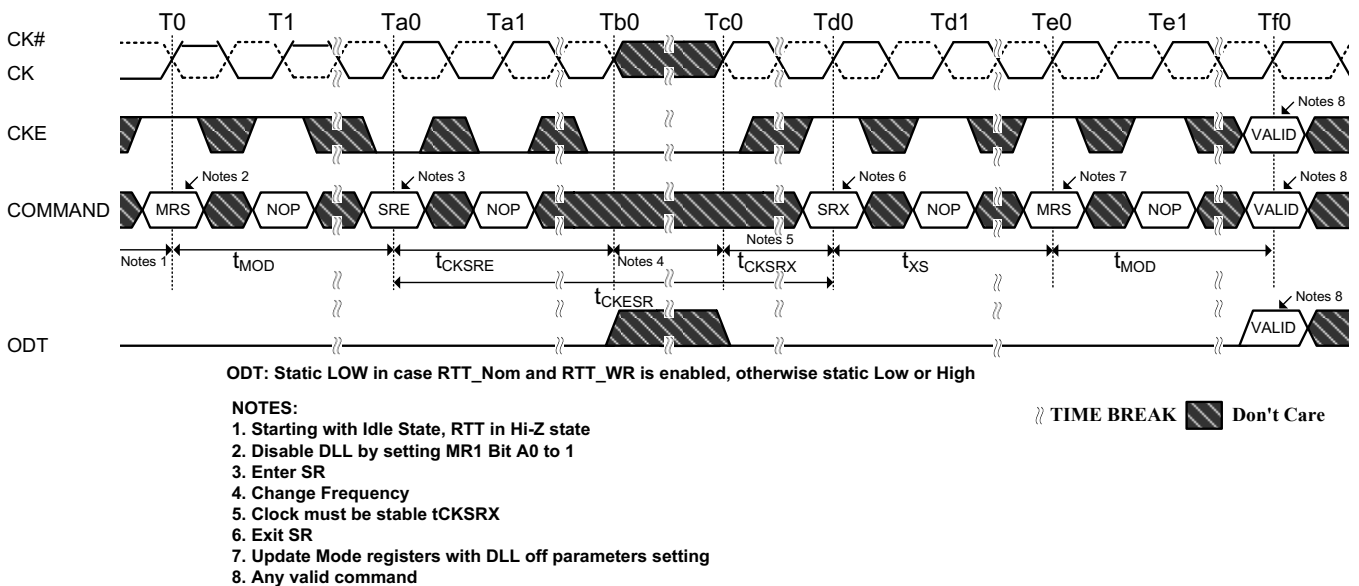 T0 T1 Ta0 Ta1 Tb0 Tc0 Td0 Td1 Te0 Te1 Tf0
CK#
CK
Notes 8
CKE
VALID
Notes 2 Notes 3 Notes 6 Notes 7 Notes 8
COMMAND MRS NOP SRE NOP SRX NOP MRS NOP VALID
Notes 1 tMOD tCKSRE Notes 4 Notes 5 tCKSRX tXS tMOD
tCKESR
Notes 8
VALID
ODT
ODT: Static LOW in case RTT_Nom and RTT_WR is enabled, otherwise static Low or High
NOTES:
1. Starting with Idle State, RTT in Hi-Z state
2. Disable DLL by setting MR1 Bit A0 to 1
3. Enter SR
4. Change Frequency
5. Clock must be stable tCKSRX
6. Exit SR
7. Update Mode registers with DLL off parameters setting
8. Any valid command
TIME BREAK Don't Care